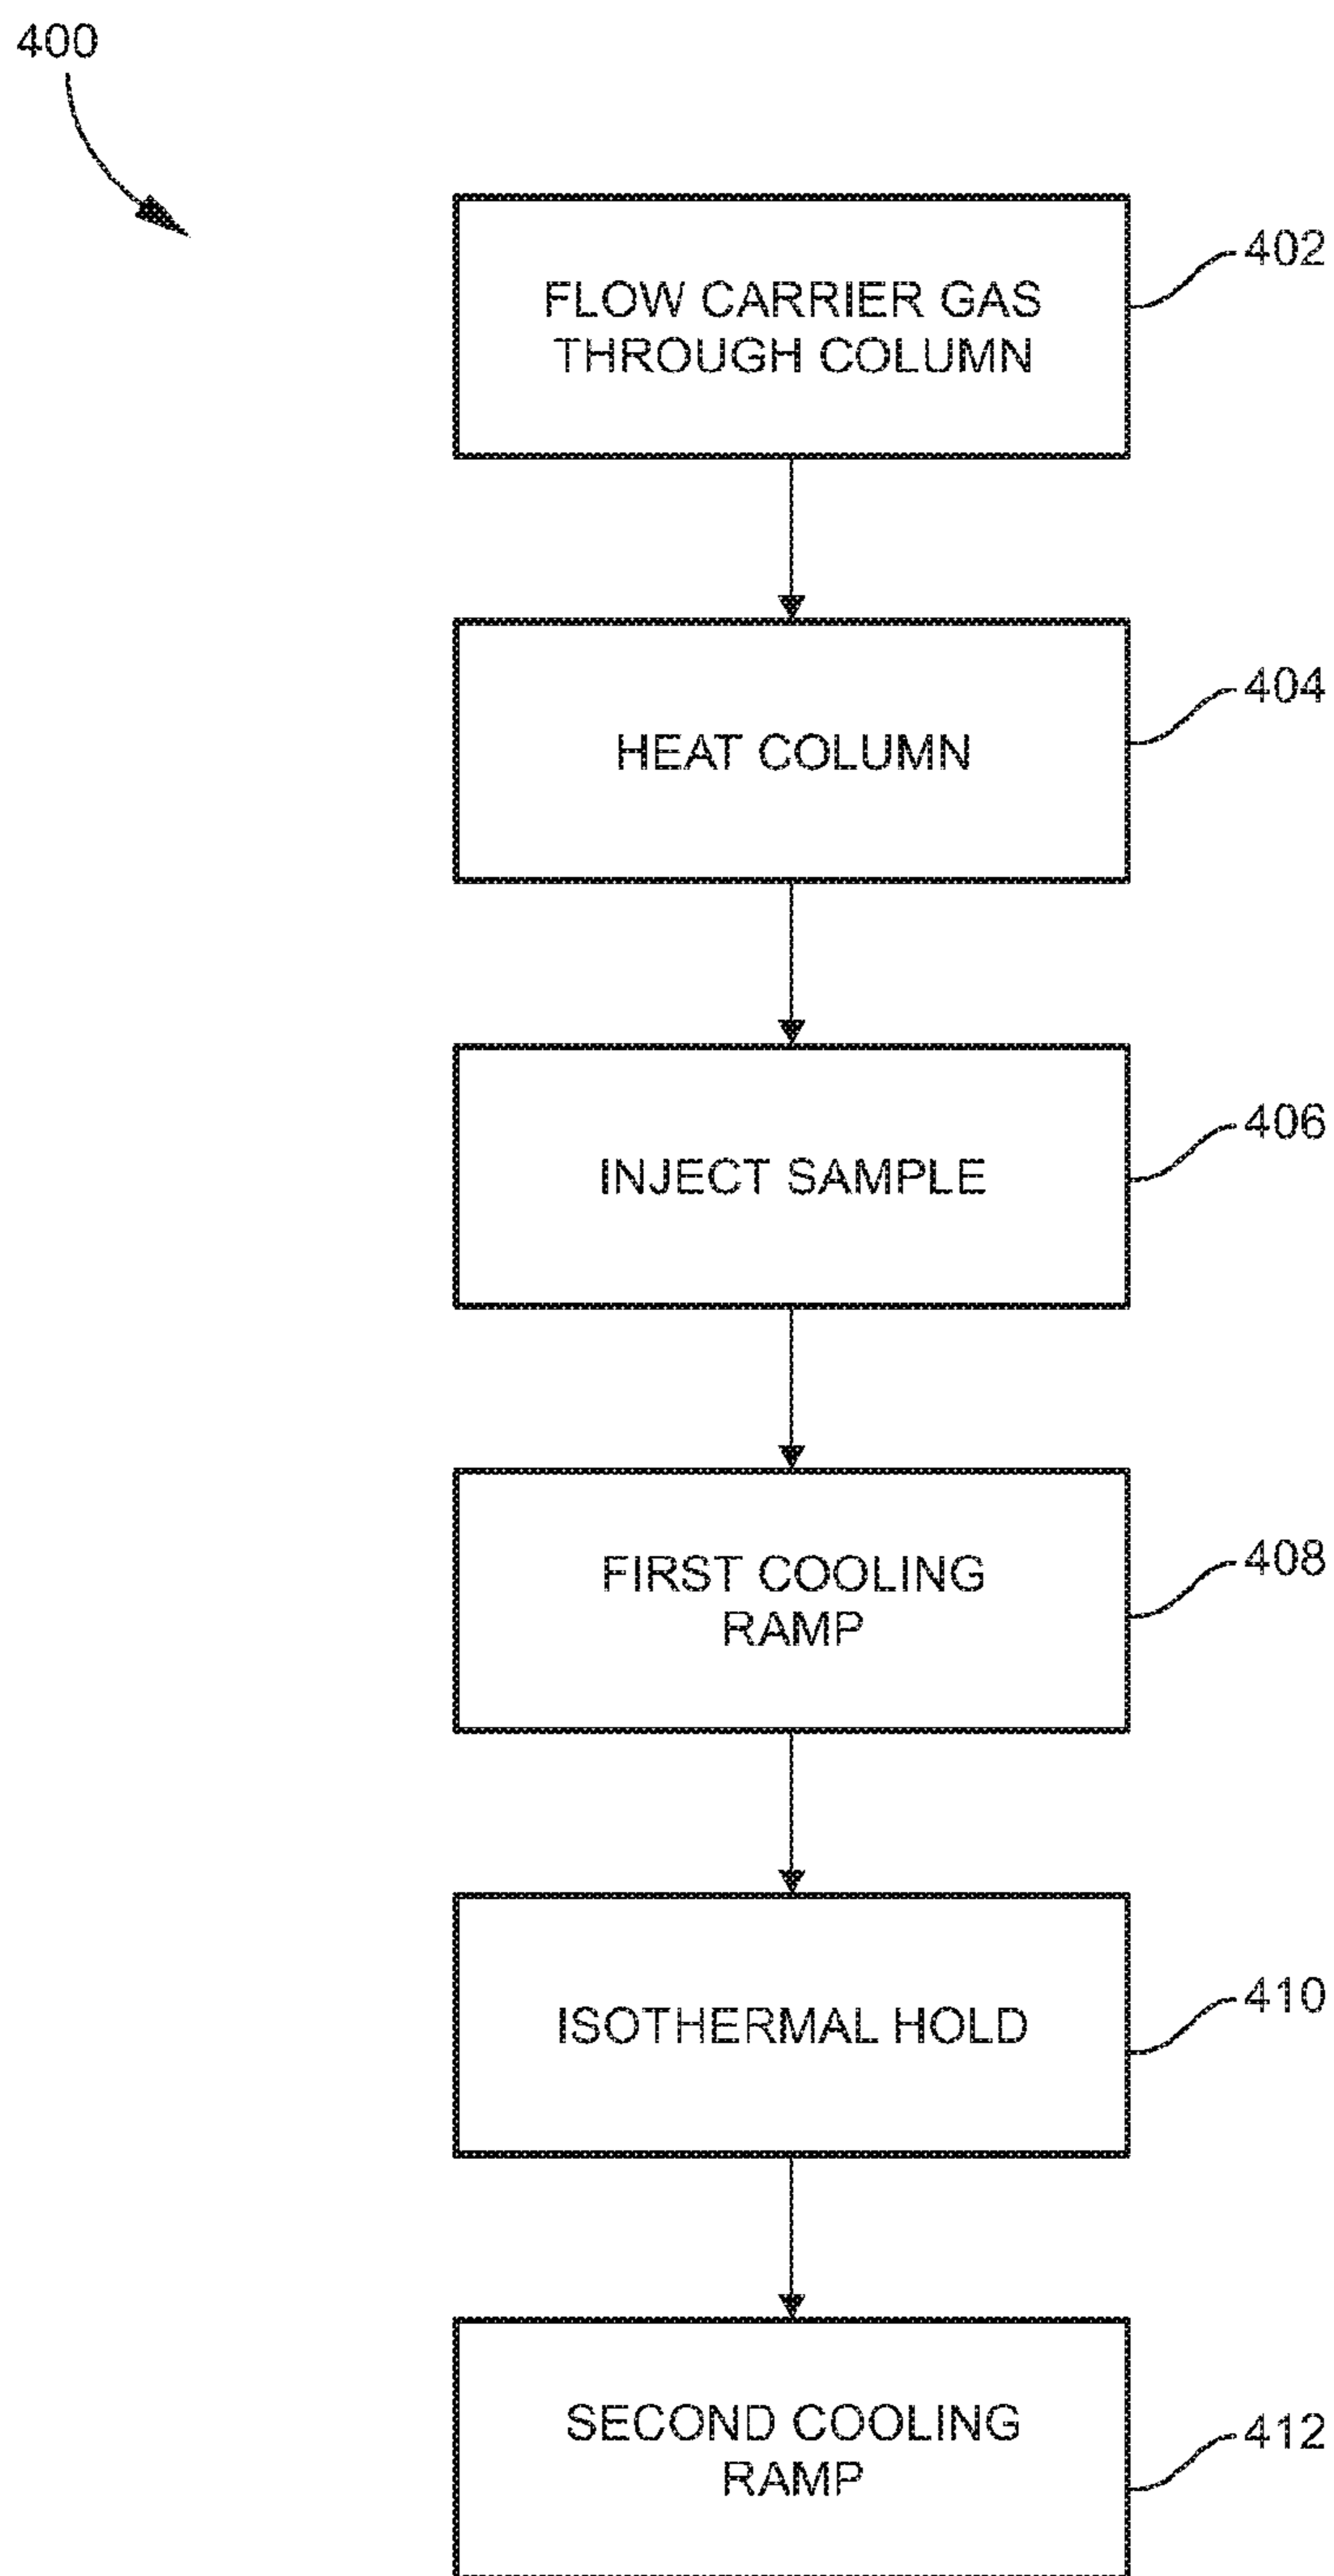 400
FLOW CARRIER GAS
THROUGH COLUMN
402
HEAT COLUMN
404
INJECT SAMPLE
406
FIRST COOLING
RAMP
408
ISOTHERMAL HOLD
410
SECOND COOLING
RAMP
412